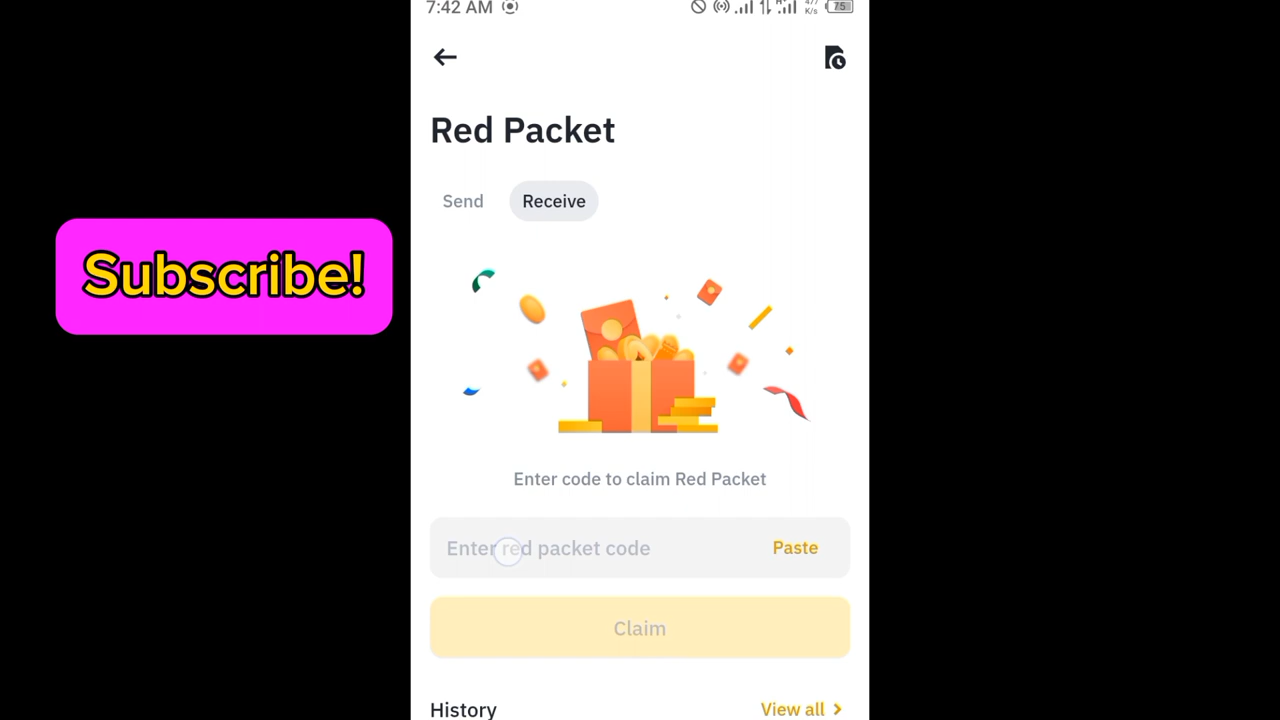 7:42 AM
K/s 75
Red Packet
Send Receive
Subscribe!
Enter code to claim Red Packet
Enter red packet code Paste
Claim
History View all